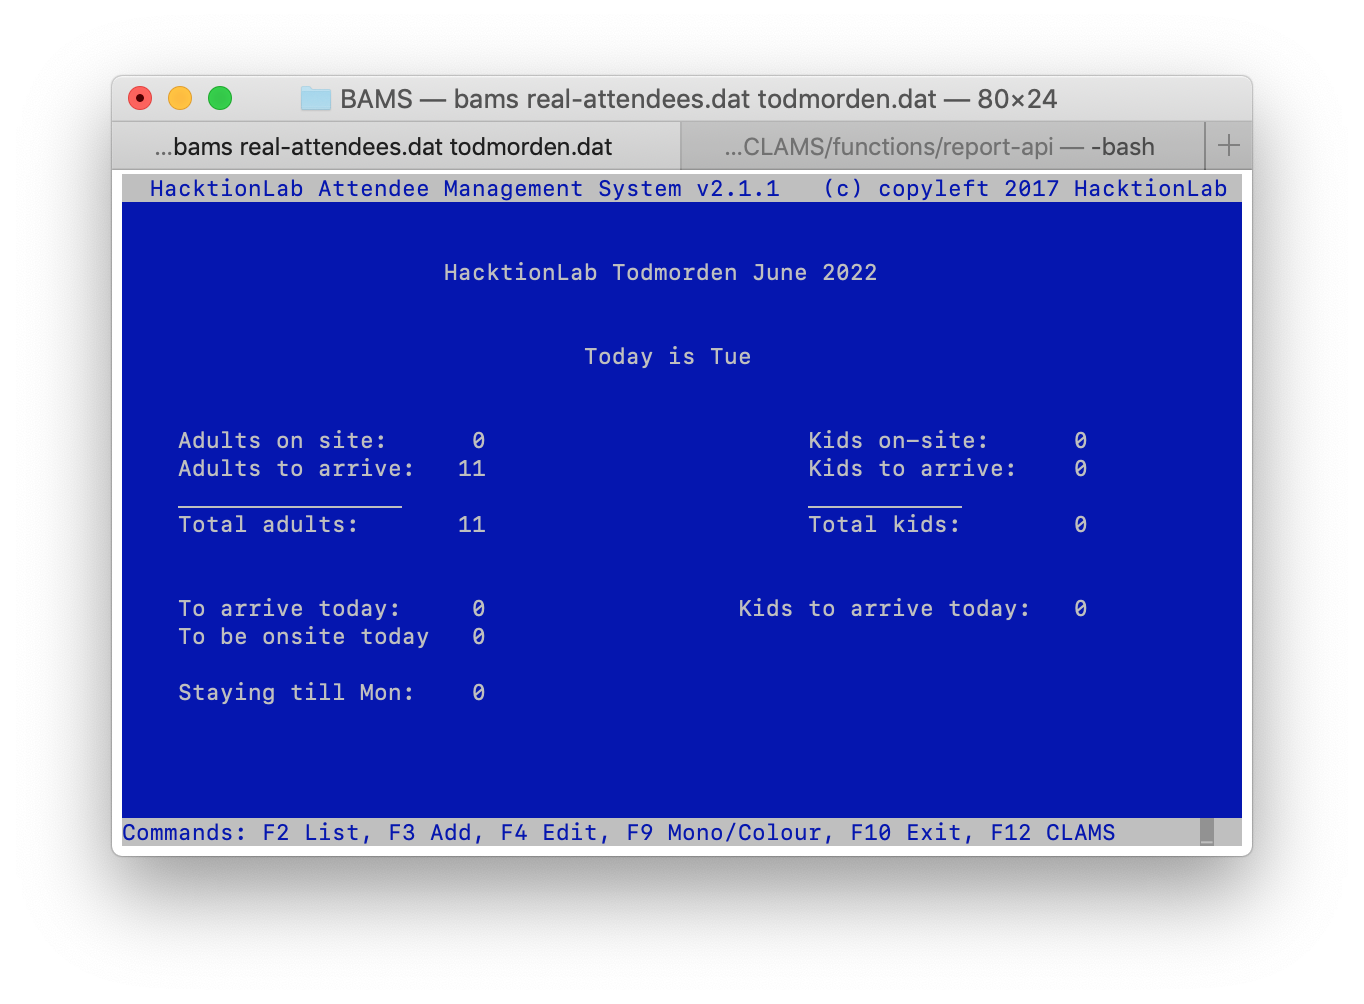 BAMS — bams real-attendees.dat todmorden.dat — 80×24
...bams real-attendees.dat todmorden.dat ...CLAMS/functions/report-api — -bash +
HacktionLab Attendee Management System v2.1.1 (c) copyleft 2017 HacktionLab
HacktionLab Todmorden June 2022
Today is Tue
Adults on site: 0 Kids on-site: 0
Adults to arrive: 11 Kids to arrive: 0
Total adults: 11 Total kids: 0
To arrive today: 0 Kids to arrive today: 0
To be onsite today 0
Staying till Mon: 0
Commands: F2 List, F3 Add, F4 Edit, F9 Mono/Colour, F10 Exit, F12 CLAMS